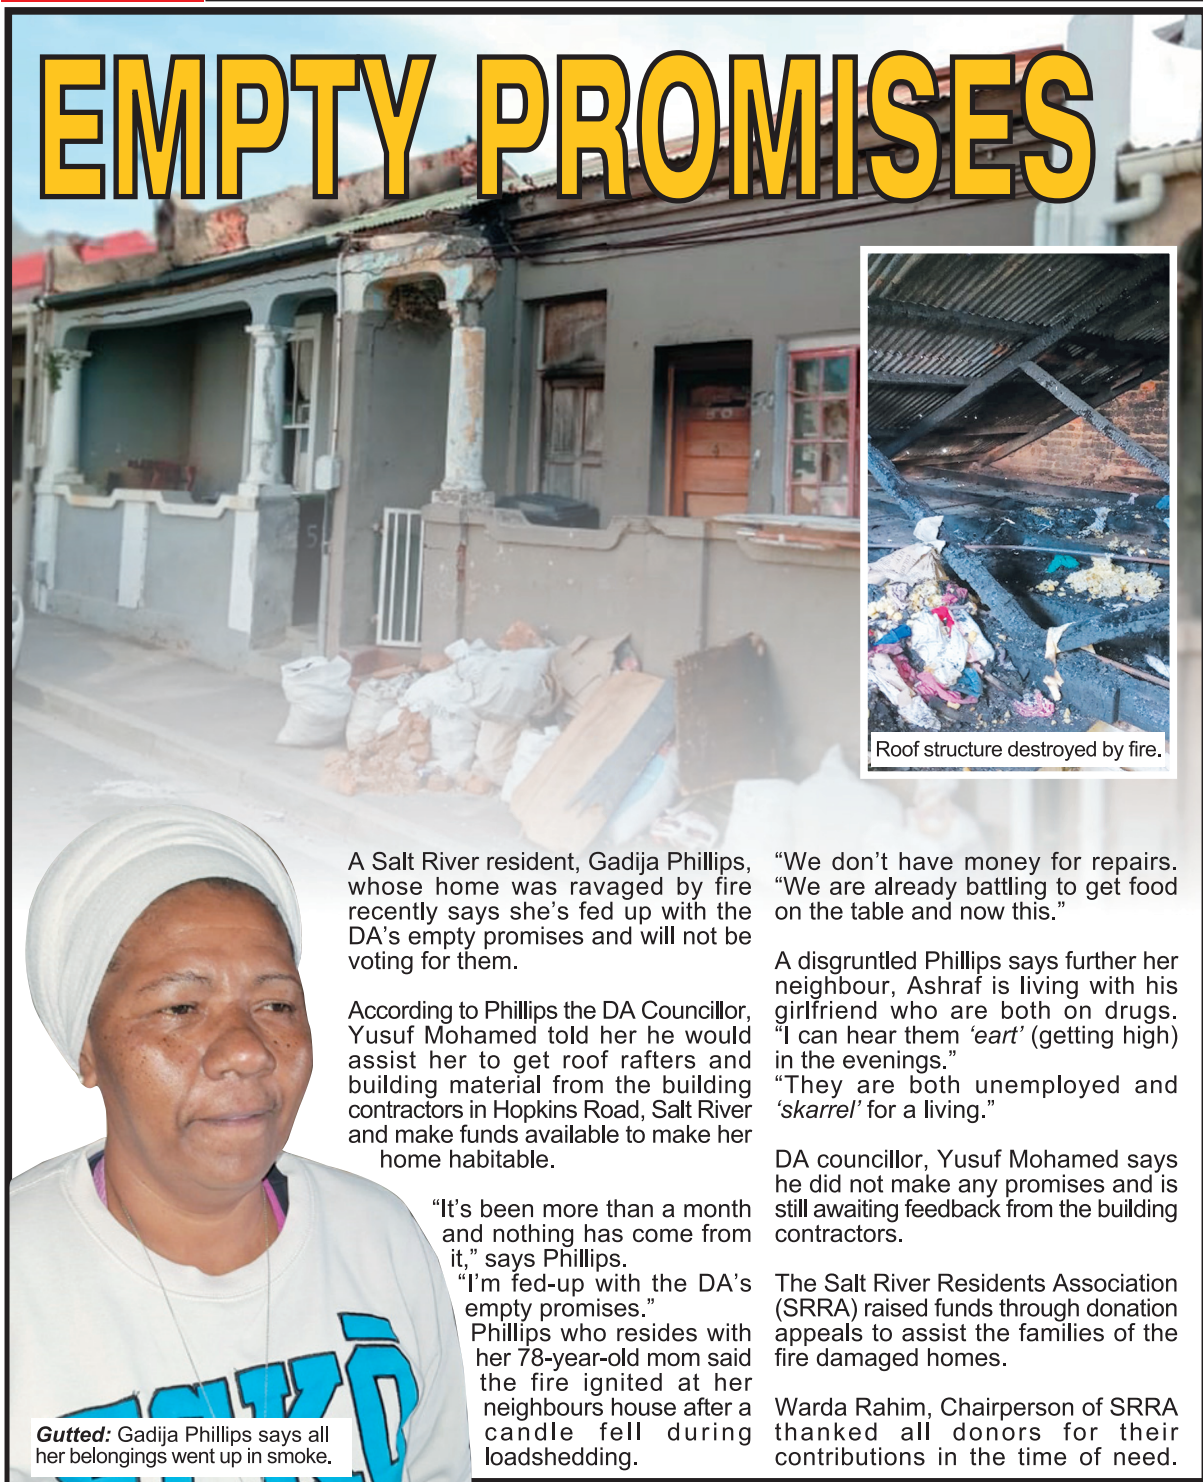 EMPTY PROMISES
Roof structure destroyed by fire.
A Salt River resident, Gadija Phillips,
whose home was ravaged by fire
recently says she’s fed up with the
DA’s empty promises and will not be
voting for them.
According to Phillips the DA Councillor,
Yusuf Mohamed told her he would
assist her to get roof rafters and
building material from the building
contractors in Hopkins Road, Salt River
and make funds available to make her
home habitable.
“It’s been more than a month
and nothing has come from
it,” says Phillips.
“I’m fed-up with the DA’s
empty promises.”
Phillips who resides with
her 78-year-old mom said
the fire ignited at her
neighbours house after a
candle fell during
loadshedding.
“We don’t have money for repairs.
“We are already battling to get food
on the table and now this.”
A disgruntled Phillips says further her
neighbour, Ashraf is living with his
girlfriend who are both on drugs.
“I can hear them ‘eart’ (getting high)
in the evenings.”
“They are both unemployed and
‘skarrel’ for a living.”
DA councillor, Yusuf Mohamed says
he did not make any promises and is
still awaiting feedback from the building
contractors.
The Salt River Residents Association
(SRRA) raised funds through donation
appeals to assist the families of the
fire damaged homes.
Warda Rahim, Chairperson of SRRA
thanked all donors for their
contributions in the time of need.
Gutted: Gadija Phillips says all
her belongings went up in smoke.